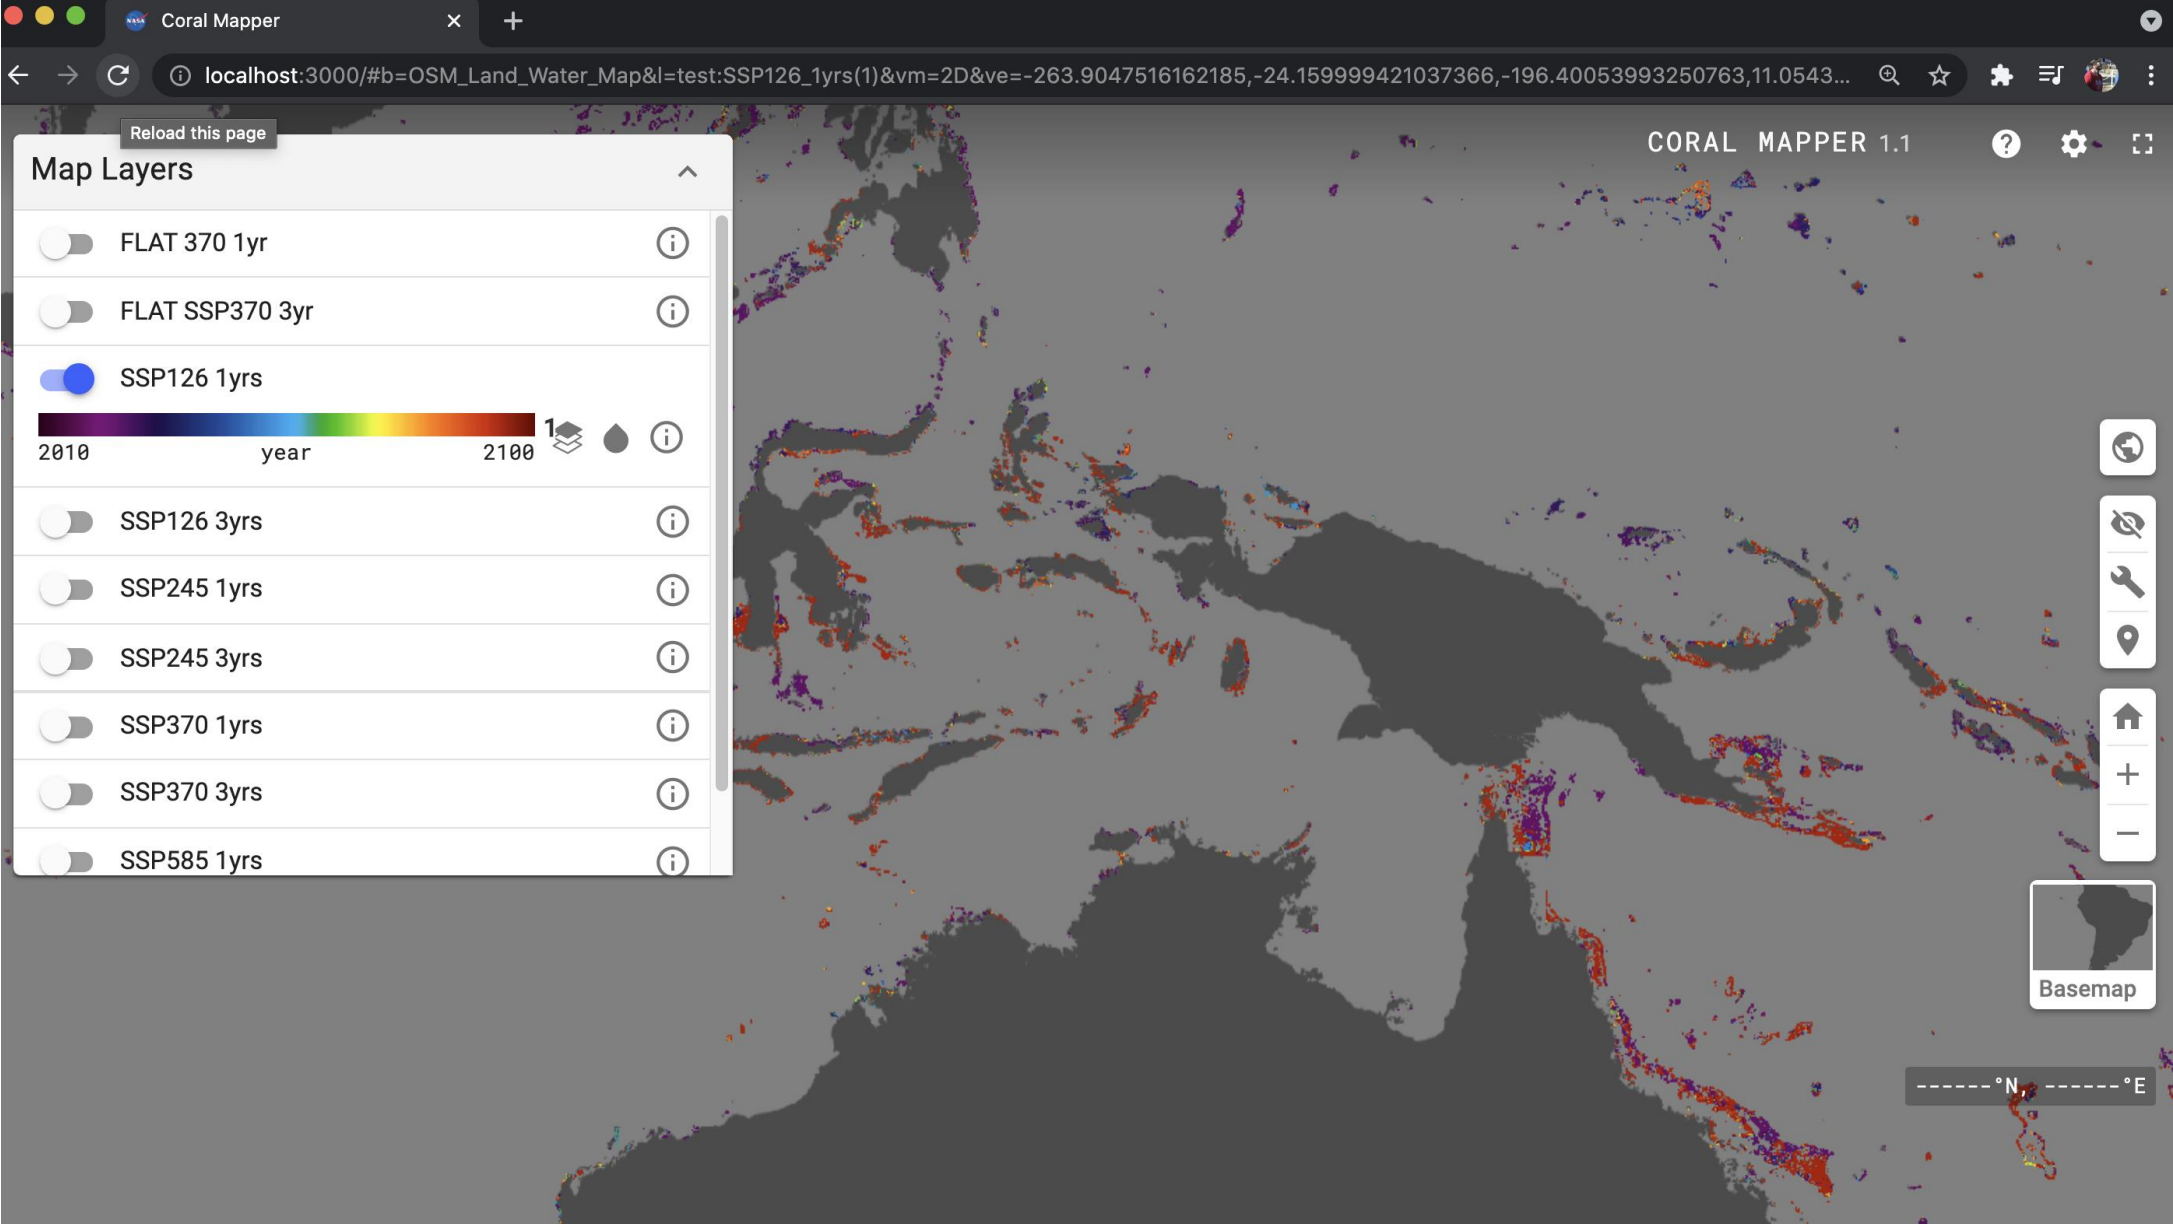 Coral Mapper
localhost:3000/#b=OSM_Land_Water_Map&l=test:SSP126_1yrs(1)&vm=2D&ve=-263.9047516162185,-24.159999421037366,-196.40053993250763,11.0543...
Reload this page
CORAL MAPPER 1.1
Map Layers
FLAT 370 1yr
FLAT SSP370 3yr
SSP126 1yrs
1
2010 year 2100
SSP126 3yrs
SSP245 1yrs
SSP245 3yrs
SSP370 1yrs
SSP370 3yrs
SSP585 1yrs
Basemap
------°N, ------°E